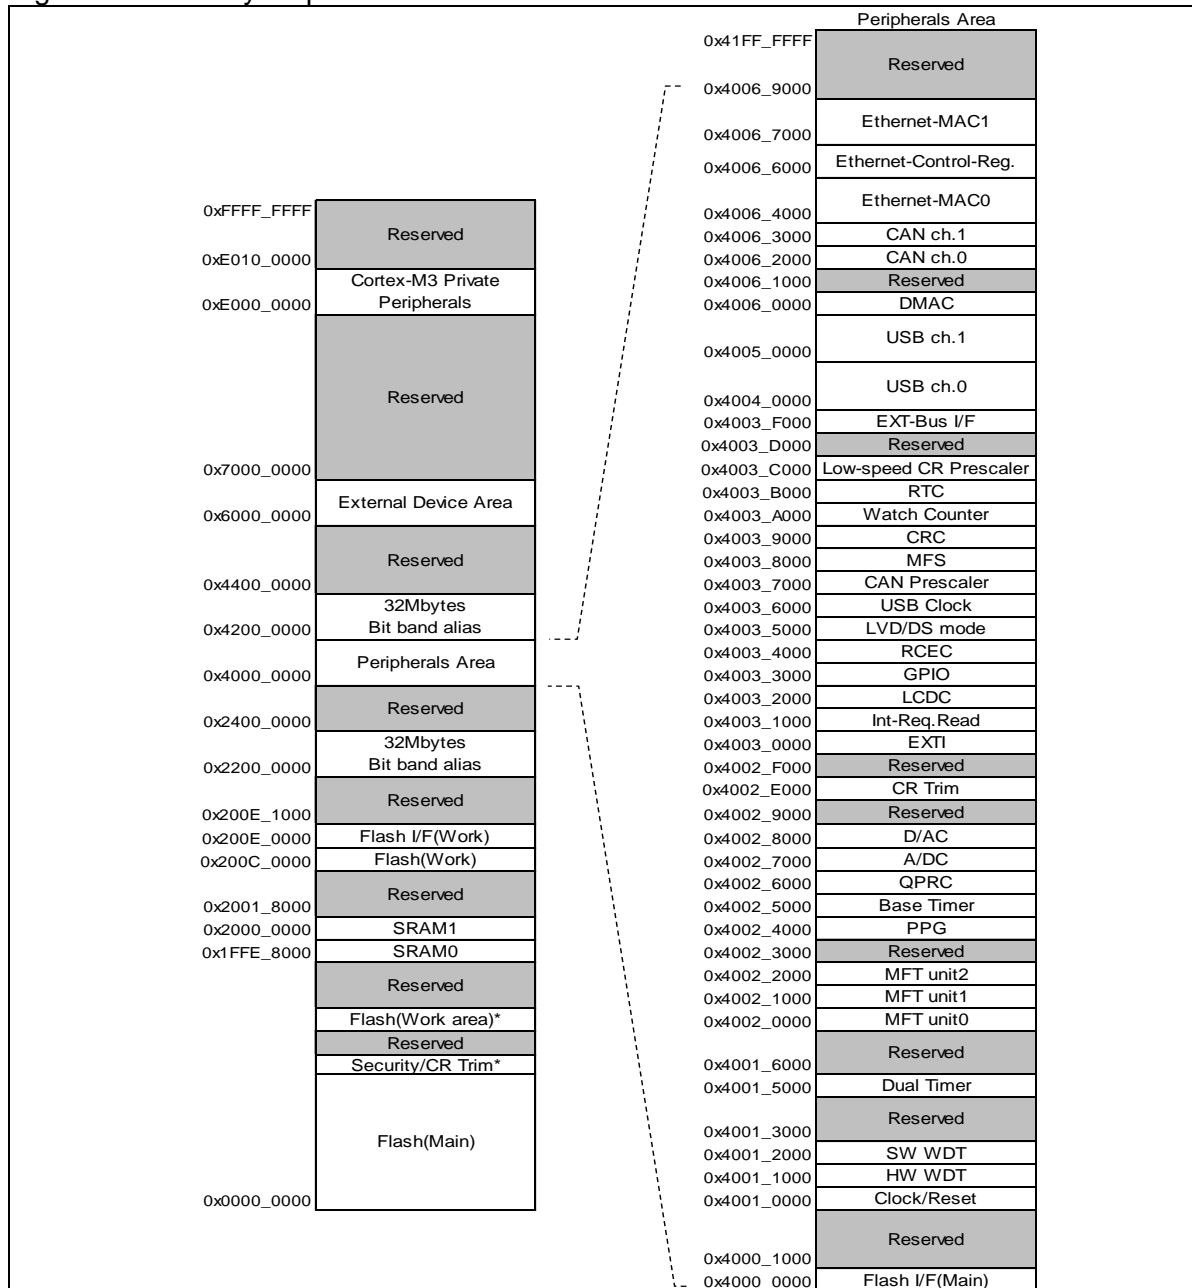 Peripherals Area
0x41FF_FFFF
Reserved
0x4006_9000
Ethernet-MAC1
0x4006_7000
Ethernet-Control-Reg.
0x4006_6000
Ethernet-MAC0
0x4006_4000
0x4006_3000 CAN ch.1
0x4006_2000 CAN ch.0
0x4006_1000 Reserved
0x4006_0000 DMAC
USB ch.1
0x4005_0000
USB ch.0
0x4004_0000
0x4003_F000 EXT-Bus I/F
0x4003_D000 Reserved
0x4003_C000 Low-speed CR Prescaler
0x4003_B000 RTC
0x4003_A000 Watch Counter
0x4003_9000 CRC
0x4003_8000 MFS
0x4003_7000 CAN Prescaler
0x4003_6000 USB Clock
0x4003_5000 LVD/DS mode
0x4003_4000 RCEC
0x4003_3000 GPIO
0x4003_2000 LCDC
0x4003_1000 Int-Req.Read
0x4003_0000 EXTI
0x4002_F000 Reserved
0x4002_E000 CR Trim
0x4002_9000 Reserved
0x4002_8000 D/AC
0x4002_7000 A/DC
0x4002_6000 QPRC
0x4002_5000 Base Timer
0x4002_4000 PPG
0x4002_3000 Reserved
0x4002_2000 MFT unit2
0x4002_1000 MFT unit1
0x4002_0000 MFT unit0
Reserved
0x4001_6000
0x4001_5000 Dual Timer
Reserved
0x4001_3000
0x4001_2000 SW WDT
0x4001_1000 HW WDT
0x4001_0000 Clock/Reset
Reserved
0x4000_1000
0x4000_0000 Flash I/F(Main)
0xFFFF_FFFF
Reserved
0xE010_0000
Cortex-M3 Private
0xE000_0000 Peripherals
Reserved
0x7000_0000
External Device Area
0x6000_0000
Reserved
0x4400_0000
32Mbytes
0x4200_0000 Bit band alias
Peripherals Area
0x4000_0000
Reserved
0x2400_0000
32Mbytes
0x2200_0000 Bit band alias
Reserved
0x200E_1000
0x200E_0000 Flash I/F(Work)
0x200C_0000 Flash(Work)
Reserved
0x2001_8000
0x2000_0000 SRAM1
0x1FFE_8000 SRAM0
Reserved
Flash(Work area)*
Reserved
Security/CR Trim*
Flash(Main)
0x0000_0000